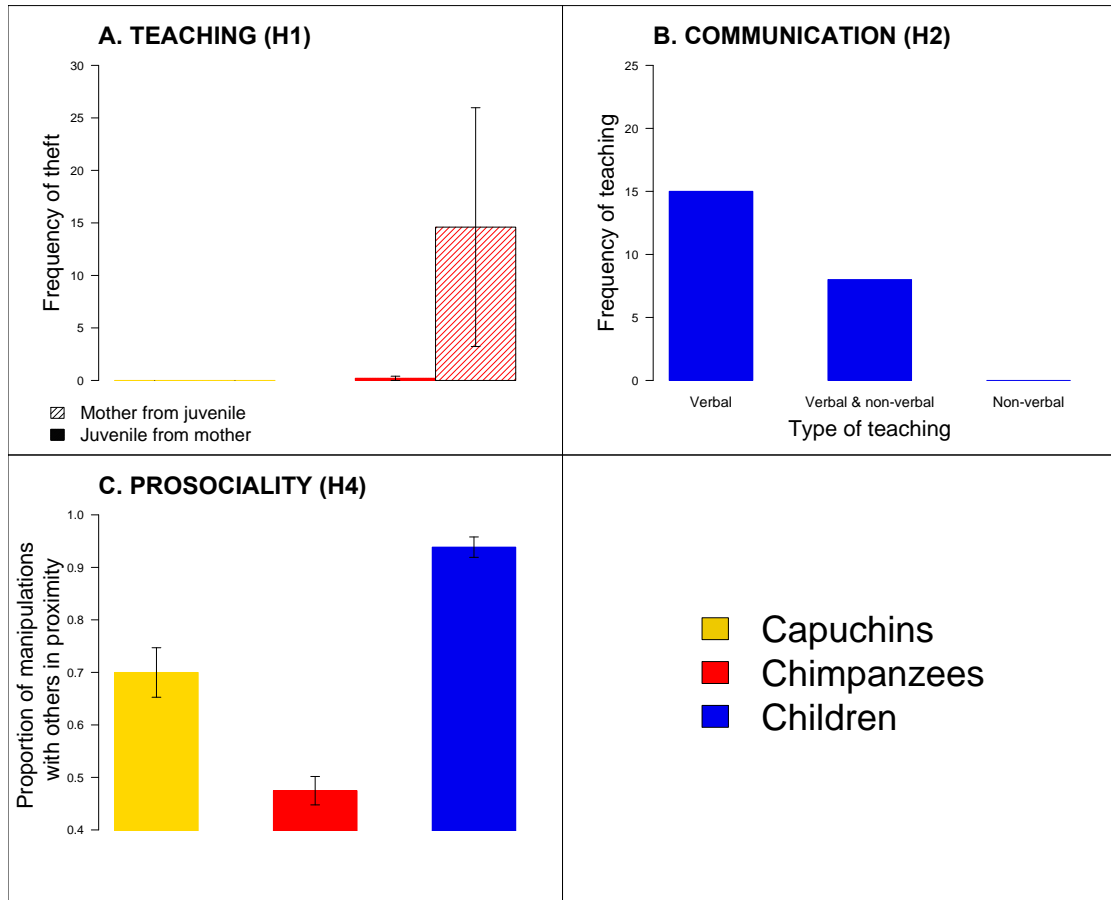 A. TEACHING (H1)
Frequency of theft
30
25
20
15
10
5
0
Mother from juvenile
Juvenile from mother
B. COMMUNICATION (H2)
Frequency of teaching
25
20
15
10
5
0
Verbal
Verbal & non-verbal
Non-verbal
Type of teaching
C. PROSOCIALITY (H4)
Proportion of manipulations
with others in proximity
1.0
0.9
0.8
0.7
0.6
0.5
0.4
Capuchins
Chimpanzees
Children